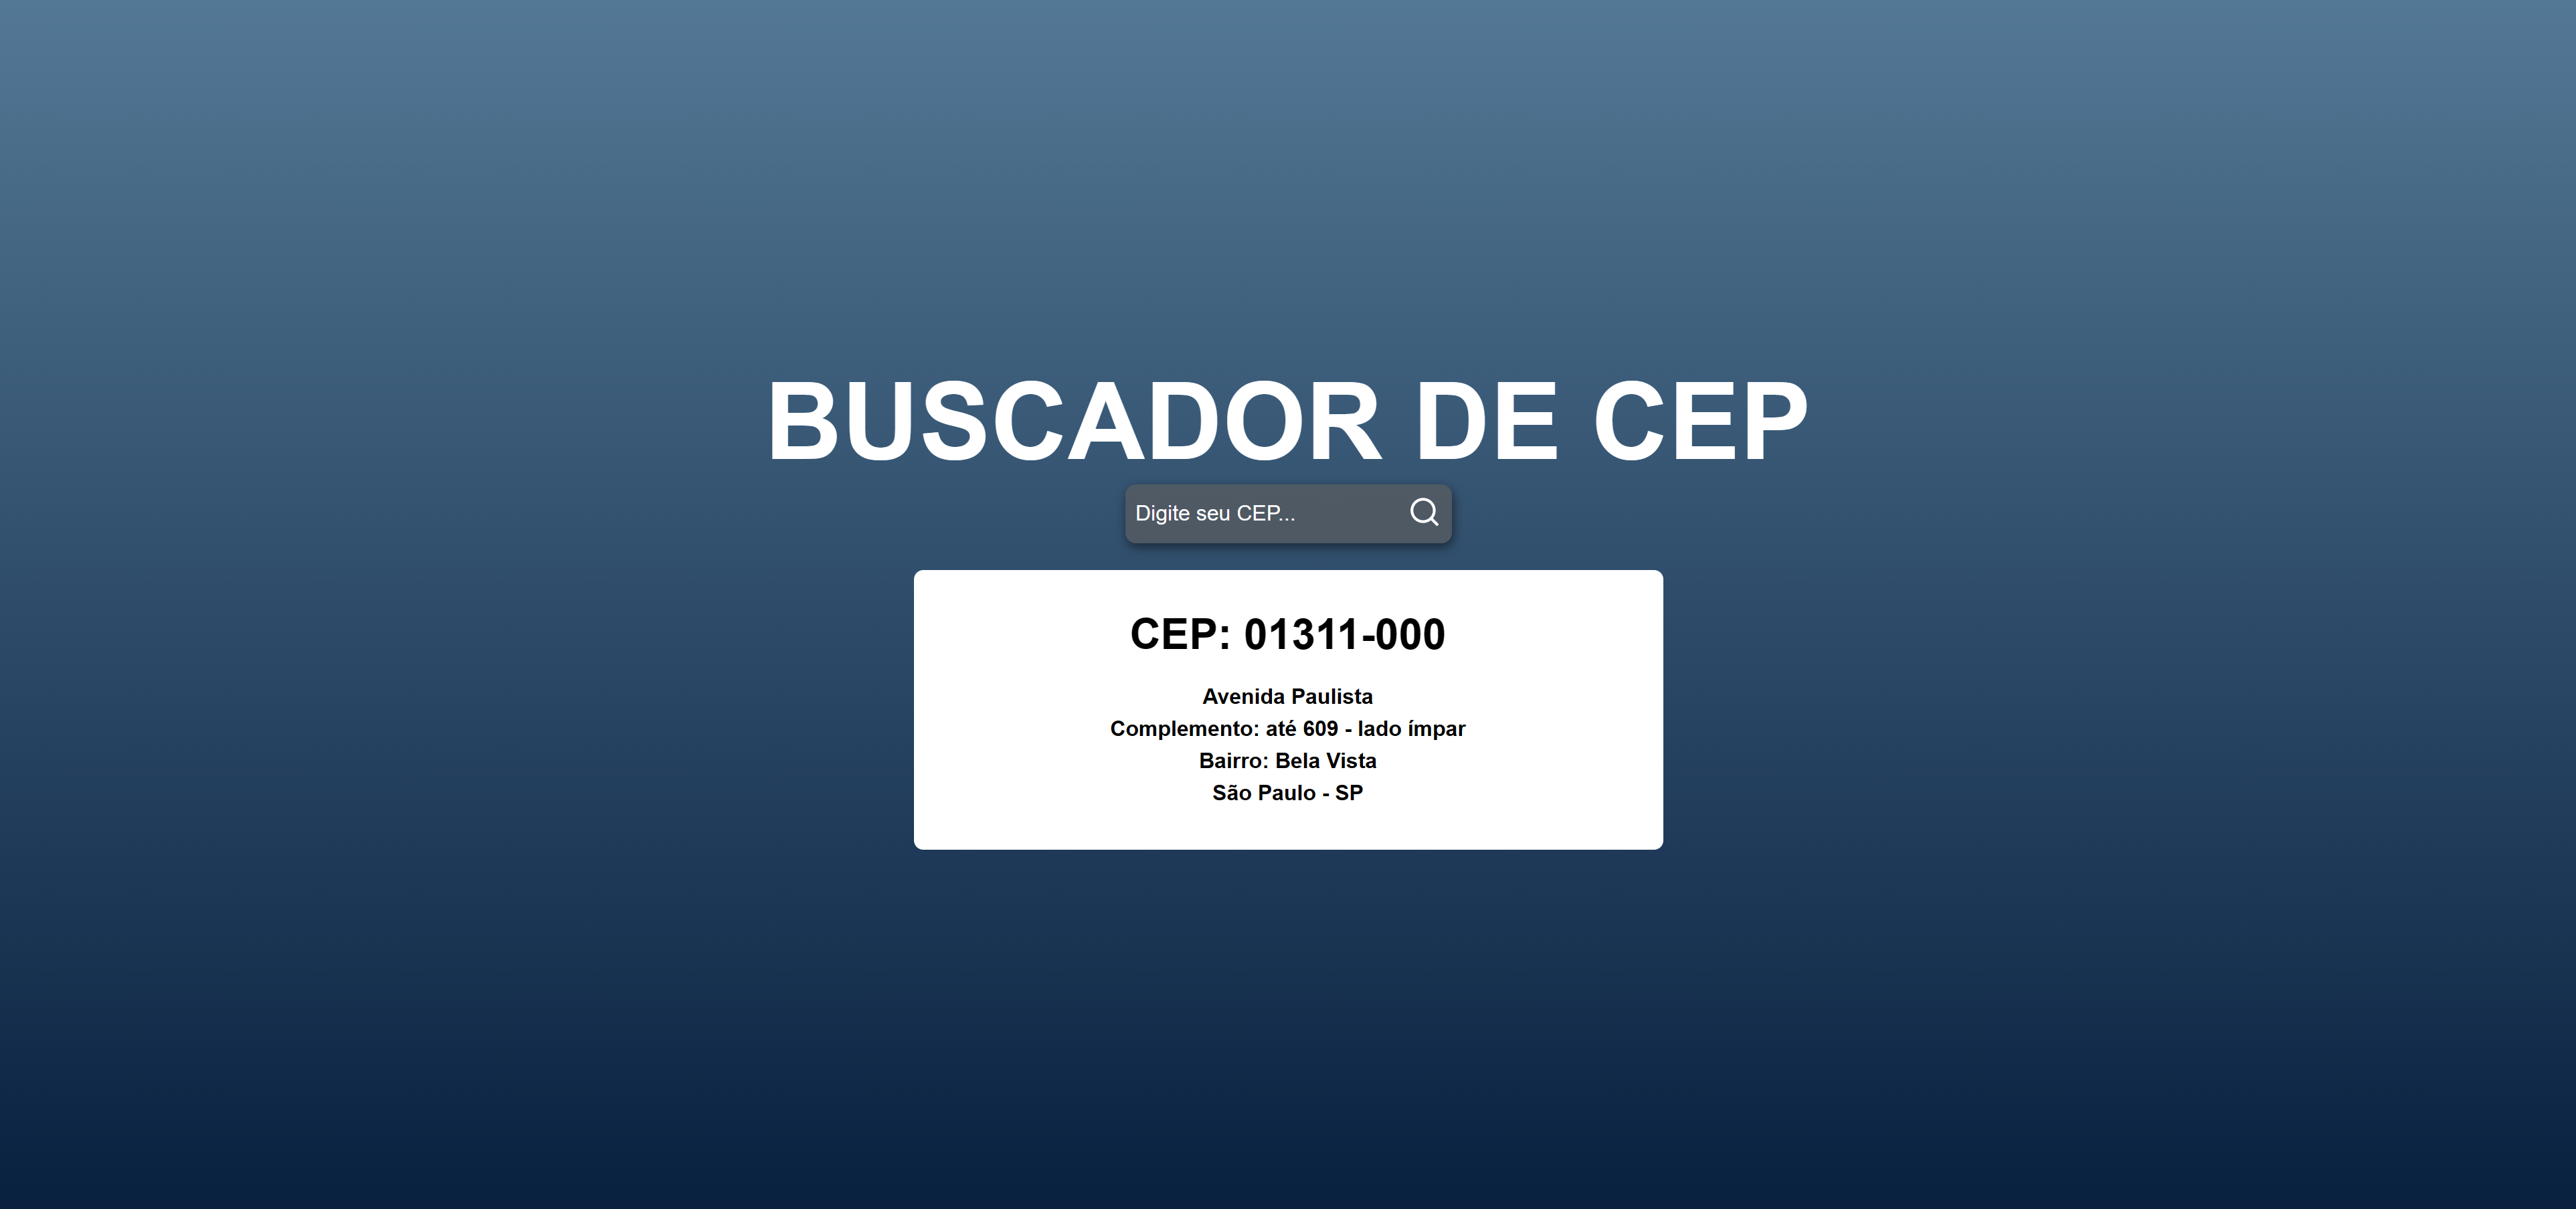 BUSCADOR DE CEP
Digite seu CEP...
CEP: 01311-000
Avenida Paulista
Complemento: até 609 - lado ímpar
Bairro: Bela Vista
São Paulo - SP